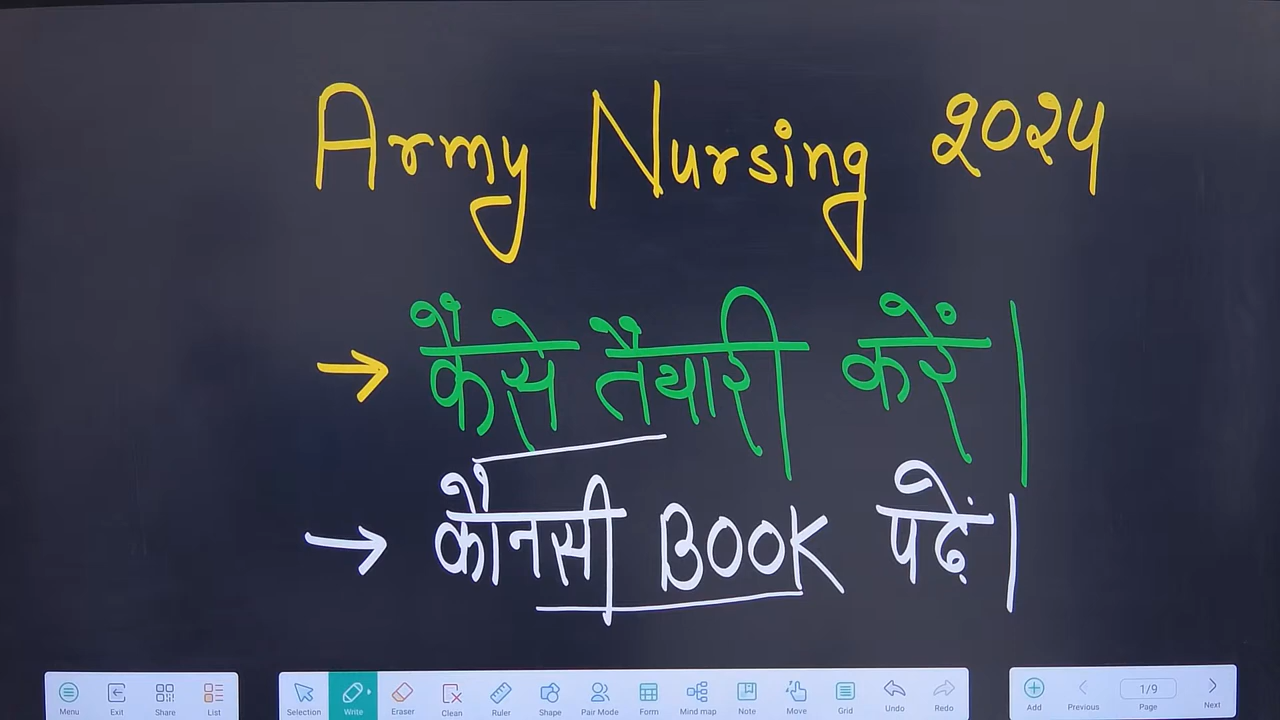 Army Nursing २०२५
→ कैसे तैयारी करें।
→ कौनसी BOOK पढ़ें।
Menu Exit Share List Selection Write Eraser Clean Ruler Shape Pair Mode Form Mind map Note Move Grid Undo Redo Add Previous 1/9 Page Next